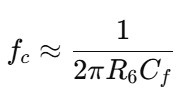 f_c ≈ 1 / (2πR_6C_f)